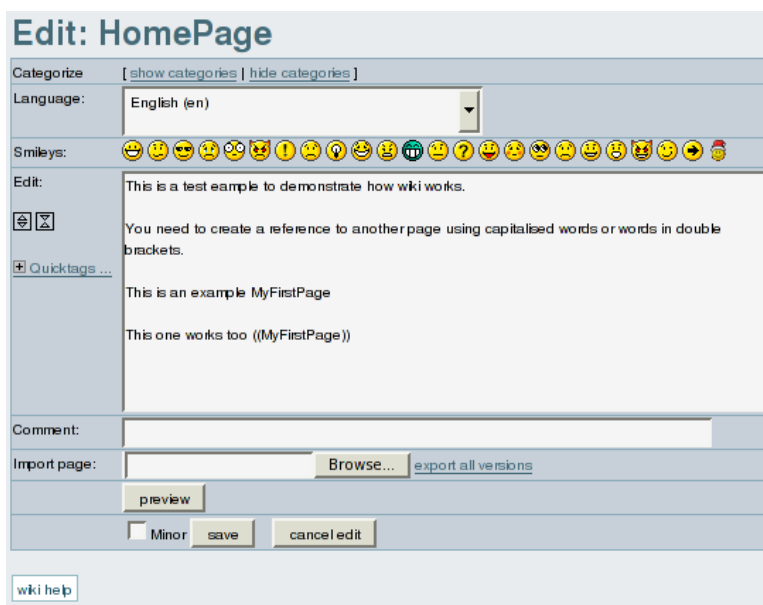 Edit: HomePage
Categorize [ show categories | hide categories ]
Language: English (en)
Smileys:
Edit:
This is a test eample to demonstrate how wiki works.
You need to create a reference to another page using capitalised words or words in double
brackets.
Quicktags ...
This is an example MyFirstPage
This one works too ((MyFirstPage))
Comment:
Import page: Browse... export all versions
preview
Minor save cancel edit
wiki help